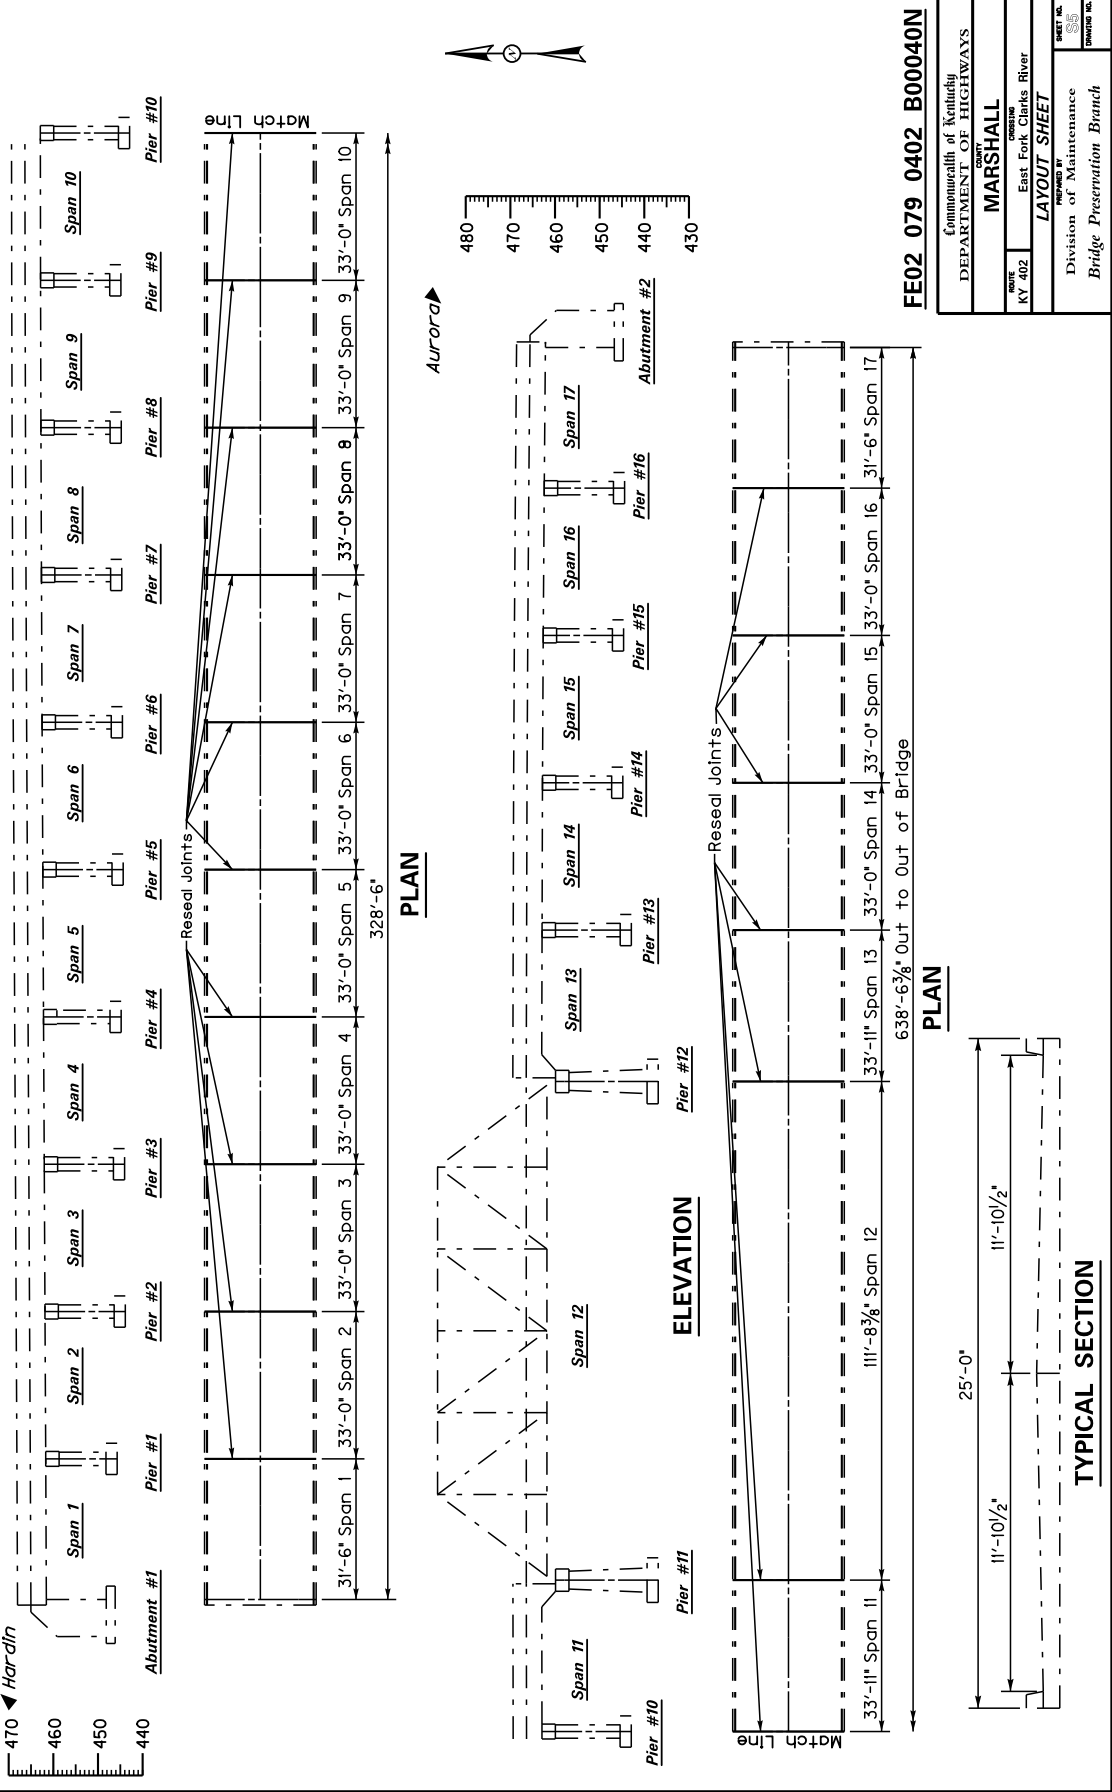 Hardin
470
460
450
440
Span 1
Span 2
Span 3
Span 4
Span 5
Span 6
Span 7
Span 8
Span 9
Span 10
Abutment #1
Pier #1
Pier #2
Pier #3
Pier #4
Pier #5
Pier #6
Pier #7
Pier #8
Pier #9
Pier #10
Reseal Joints
Match Line
31'-6" Span 1
33'-0" Span 2
33'-0" Span 3
33'-0" Span 4
33'-0" Span 5
33'-0" Span 6
33'-0" Span 7
33'-0" Span 8
33'-0" Span 9
33'-0" Span 10
328'-6"
PLAN
N
Aurora
480
470
460
450
440
430
Span 11
Span 12
Span 13
Span 14
Span 15
Span 16
Span 17
Pier #10
Pier #11
Pier #12
Pier #13
Pier #14
Pier #15
Pier #16
Abutment #2
ELEVATION
Reseal Joints
Match Line
33'-11" Span 11
111'-8⅜" Span 12
33'-11" Span 13
33'-0" Span 14
33'-0" Span 15
33'-0" Span 16
31'-6" Span 17
638'-6⅜" Out to Out of Bridge
PLAN
25'-0"
11'-10½"
11'-10½"
TYPICAL SECTION
FE02 079 0402 B00040N
Commonwealth of Kentucky
DEPARTMENT OF HIGHWAYS
COUNTY
MARSHALL
ROUTE
KY 402
CROSSING
East Fork Clarks River
LAYOUT SHEET
PREPARED BY
Division of Maintenance
Bridge Preservation Branch
SHEET NO.
S5
DRAWING NO.